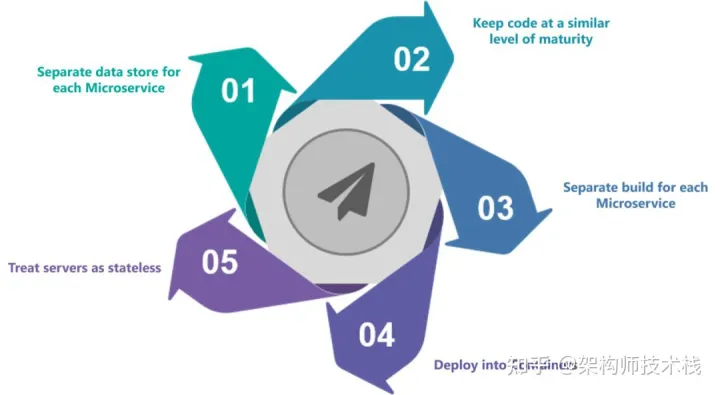 01
Separate data store for
each Microservice
02
Keep code at a similar
level of maturity
03
Separate build for each
Microservice
04
Deploy into Containers
05
Treat servers as stateless
知乎 @架构师技术栈